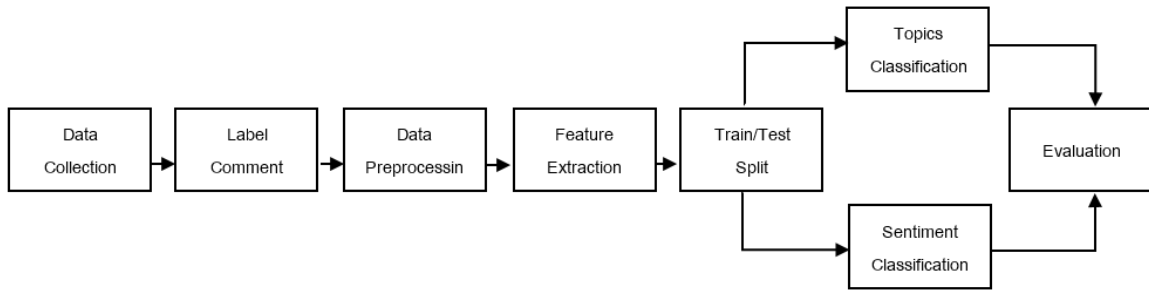 Data
Collection
Label
Comment
Data
Preprocessin
Feature
Extraction
Train/Test
Split
Topics
Classification
Sentiment
Classification
Evaluation